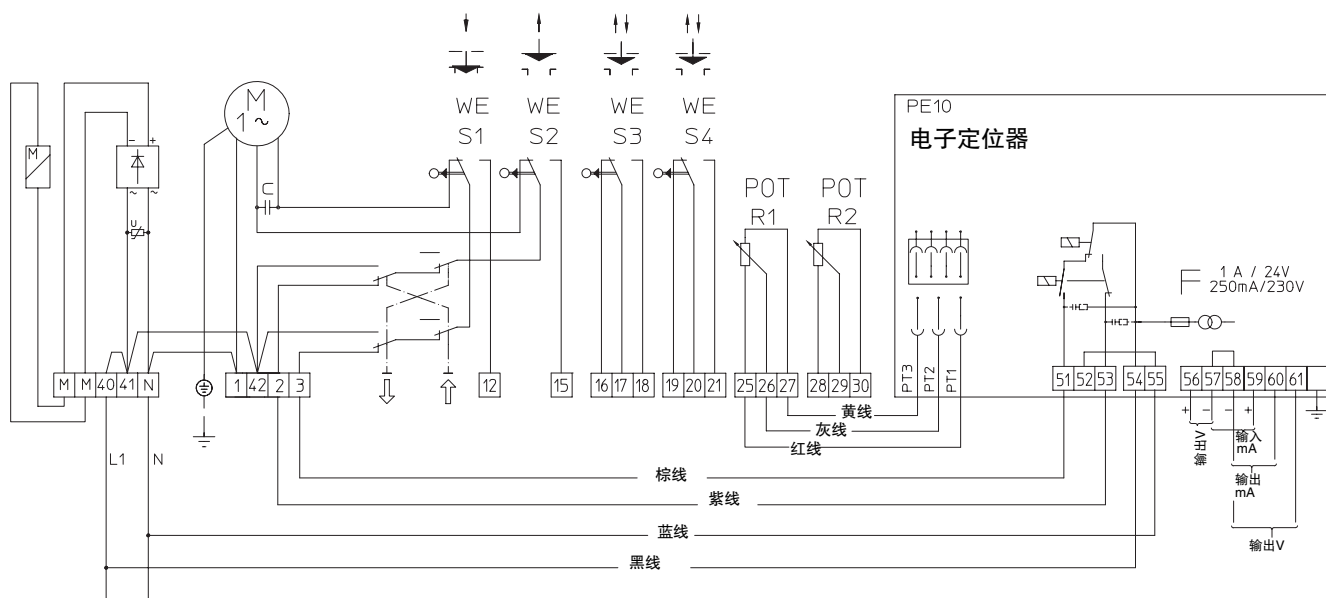 WE
S1
WE
S2
WE
S3
WE
S4
M
1~
M
- +
~ ~
U
C
POT
R1
POT
R2
PE10
电子定位器
F 1 A / 24V
250mA/230V
M M 40 41 N
1 42 2 3
12
15
16 17 18
19 20 21
25 26 27
28 29 30
PT3
PT2
PT1
51 52 53
54 55
56 57 58 59 60 61
+ - - +
黄线
灰线
红线
输出V
输入
mA
输出
mA
输出V
L1
N
棕线
紫线
蓝线
黑线